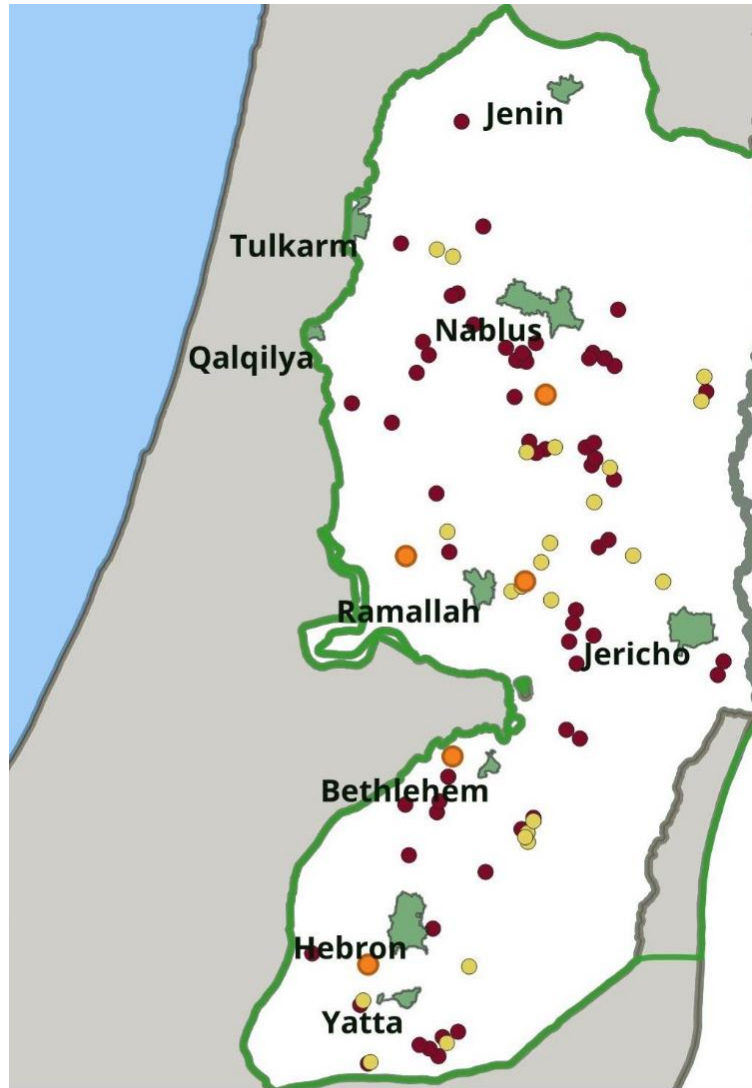 Jenin
Tulkarm
Nablus
Qalqilya
Ramallah
Jericho
Bethlehem
Hebron
Yatta